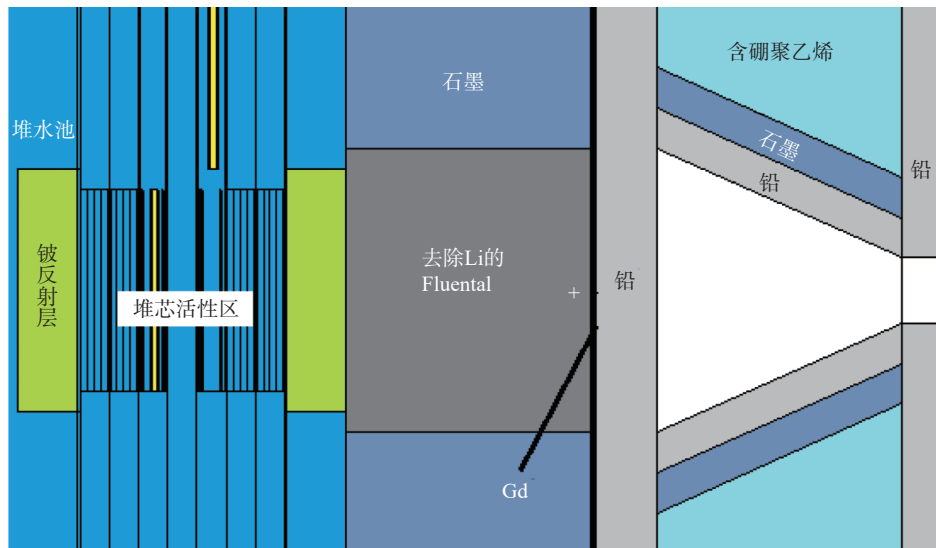 含硼聚乙烯
石墨
堆水池
石墨
铅
铅
铍
反
射
层
去除Li的
Fluental
+
铅
堆芯活性区
Gd